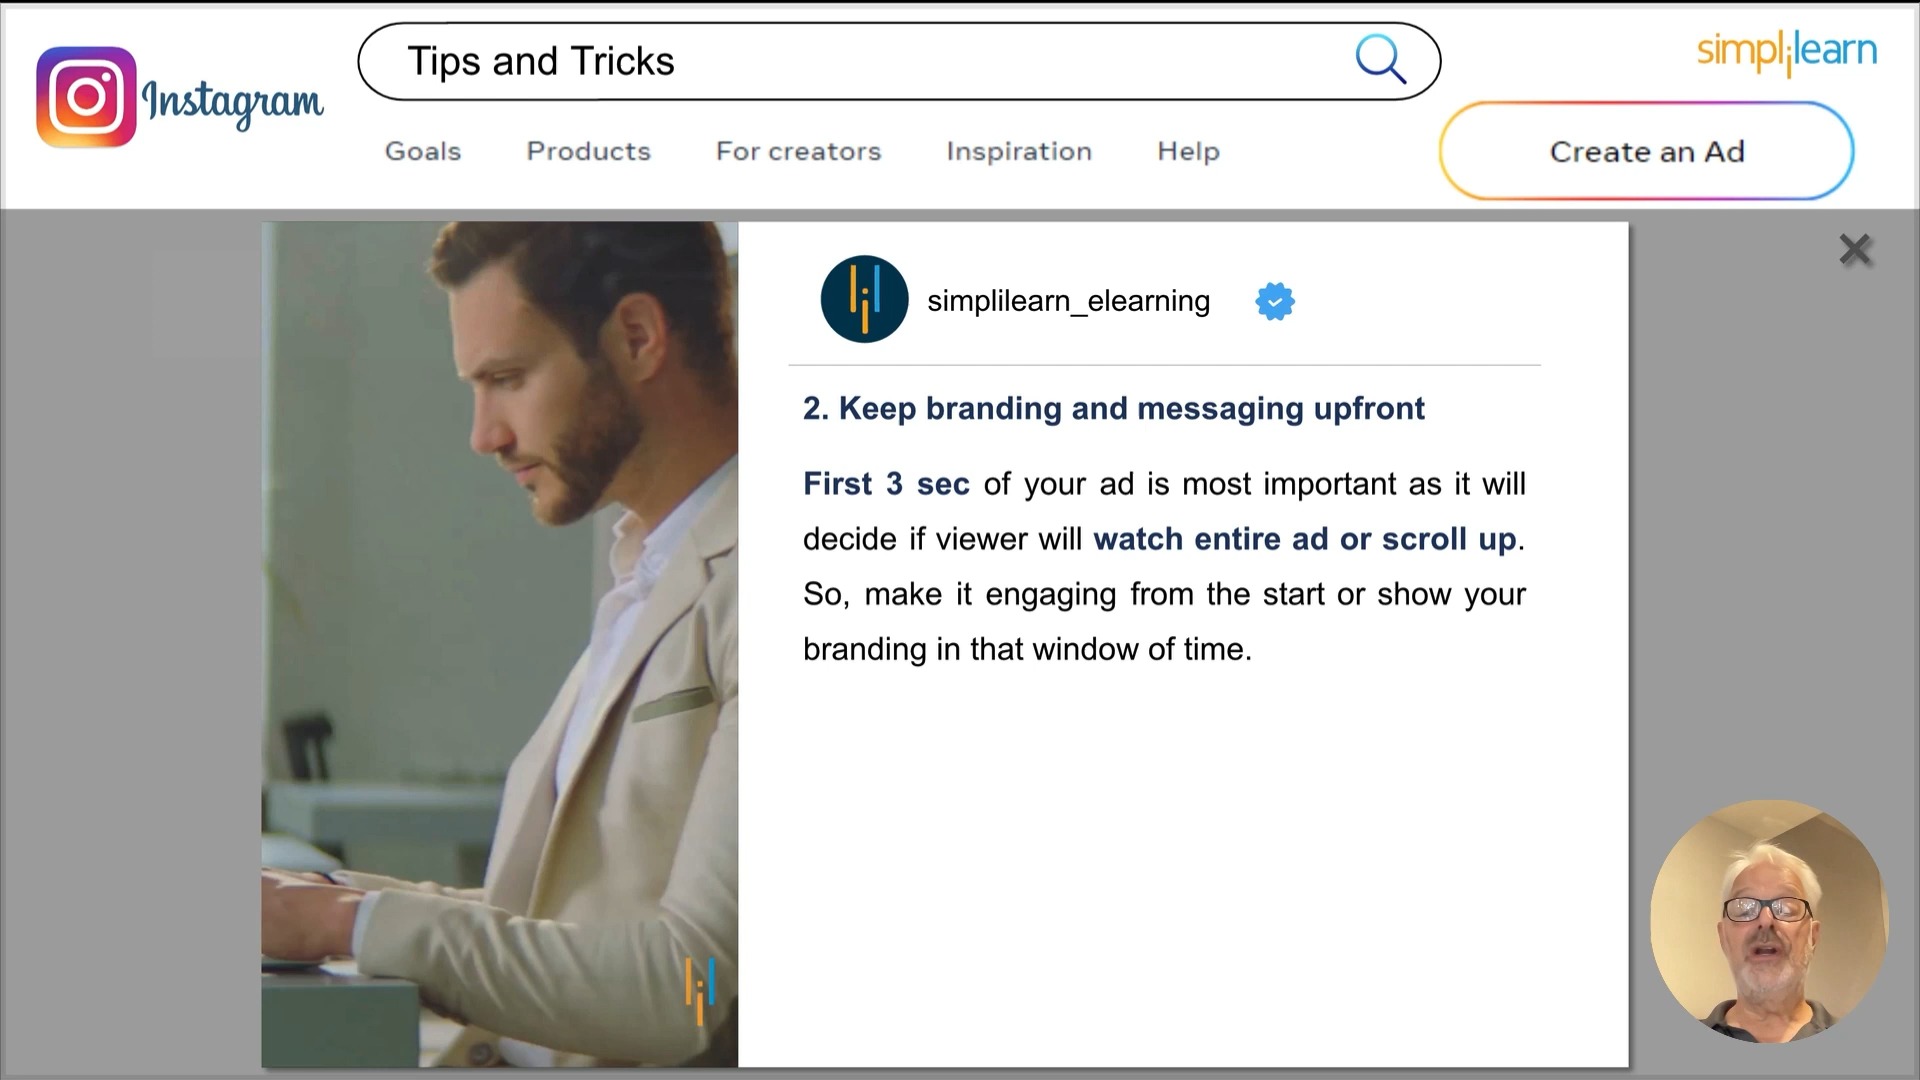 Instagram
Tips and Tricks
simplilearn
Goals Products For creators Inspiration Help
Create an Ad
simplilearn_elearning
2. Keep branding and messaging upfront
First 3 sec of your ad is most important as it will
decide if viewer will watch entire ad or scroll up.
So, make it engaging from the start or show your
branding in that window of time.